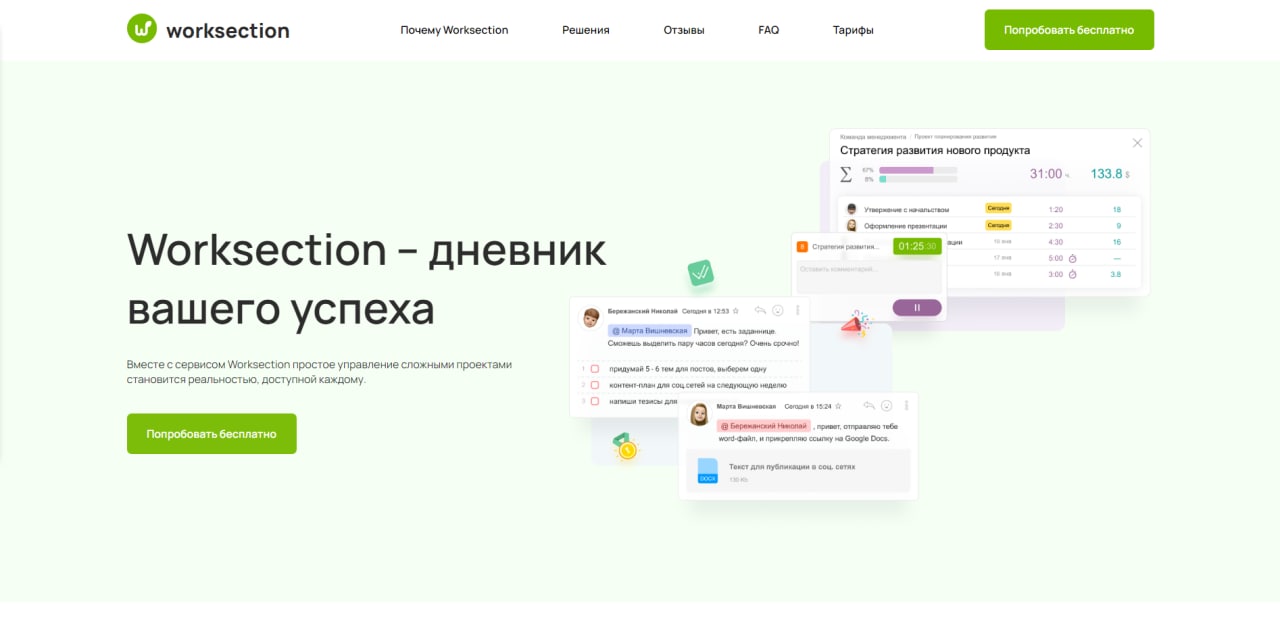 worksection
Почему Worksection
Решения
Отзывы
FAQ
Тарифы
Попробовать бесплатно
Worksection – дневник
вашего успеха
Вместе с сервисом Worksection простое управление сложными проектами
становится реальностью, доступной каждому.
Попробовать бесплатно
Команда менеджмента / Проект планирования развития
Стратегия развития нового продукта
67%
8%
31:00 ч.
133.8 $
Утвержение с начальством Сегодня 1:20 18
Оформление презентации Сегодня 2:30 9
ации 4:30 16
17 янв 5:00 —
3:00 3.8
Стратегия развития... 01:25:30
Оставить комментарий...
Бережанский Николай Сегодня в 12:53
@ Марта Вишневская Привет, есть заданнице.
Сможешь выделить пару часов сегодня? Очень срочно!
1 придумай 5 - 6 тем для постов, выберем одну
2 контент-план для соц.сетей на следующую неделю
3 напиши тезисы для
Марта Вишневская Сегодня в 15:24
@ Бережанский Николай , привет, отправляю тебе
word-файл, и прикрепляю ссылку на Google Docs.
DOCX
Текст для публикации в соц. сетях
130 Kb